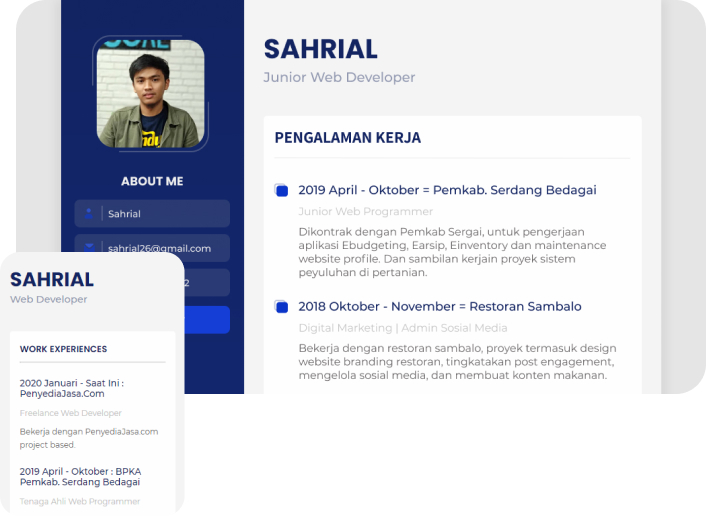 ABOUT ME
Sahrial
sahrial26@gmail.com
2
SAHRIAL
Junior Web Developer
PENGALAMAN KERJA
2019 April - Oktober = Pemkab. Serdang Bedagai
Junior Web Programmer
Dikontrak dengan Pemkab Sergai, untuk pengerjaan
aplikasi Ebudgeting, Earsip, Einventory dan maintenance
website profile. Dan sambilan kerjain proyek sistem
peyuluhan di pertanian.
2018 Oktober - November = Restoran Sambalo
Digital Marketing | Admin Sosial Media
Bekerja dengan restoran sambalo, proyek termasuk design
website branding restoran, tingkatakan post engagement,
mengelola sosial media, dan membuat konten makanan.
SAHRIAL
Web Developer
WORK EXPERIENCES
2020 Januari - Saat Ini :
PenyediaJasa.Com
Freelance Web Developer
Bekerja dengan PenyediaJasa.com
project based.
2019 April - Oktober : BPKA
Pemkab. Serdang Bedagai
Tenaga Ahli Web Programmer